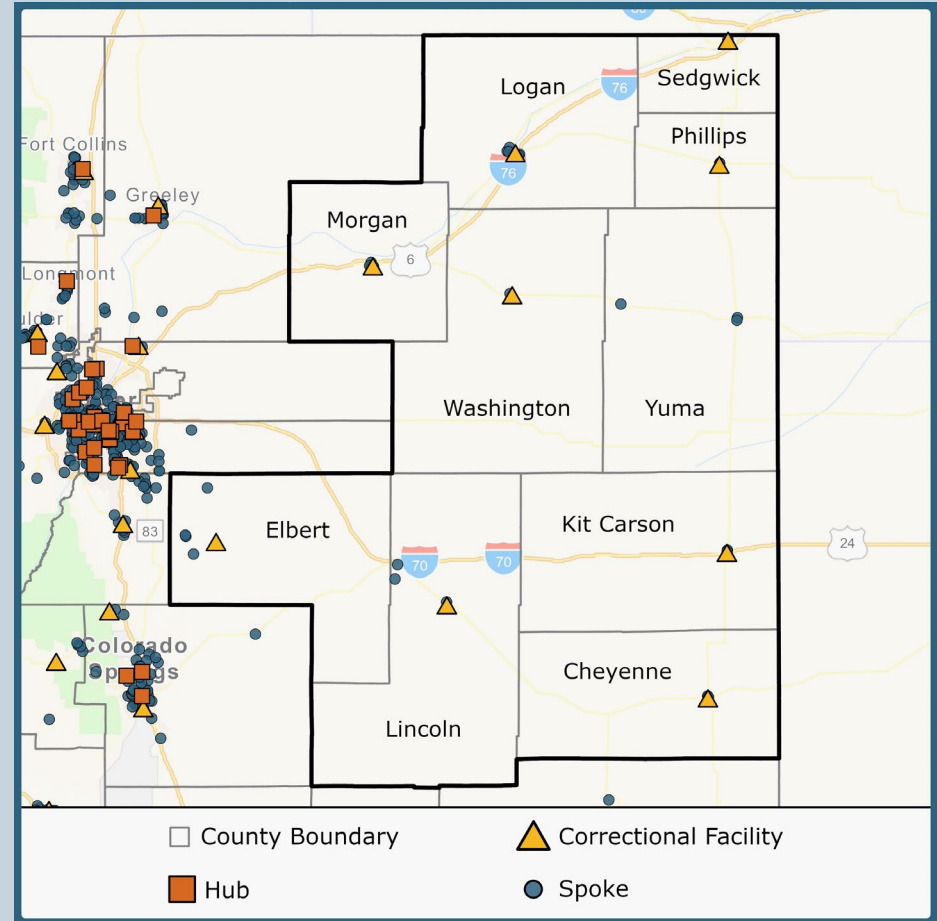 76
Logan
Sedgwick
Phillips
Fort Collins
76
Greeley
Morgan
6
Longmont
ulder
Washington
Yuma
Elbert
83
Kit Carson
70
70
24
Colorado
Springs
Cheyenne
Lincoln
County Boundary
Correctional Facility
Hub
Spoke